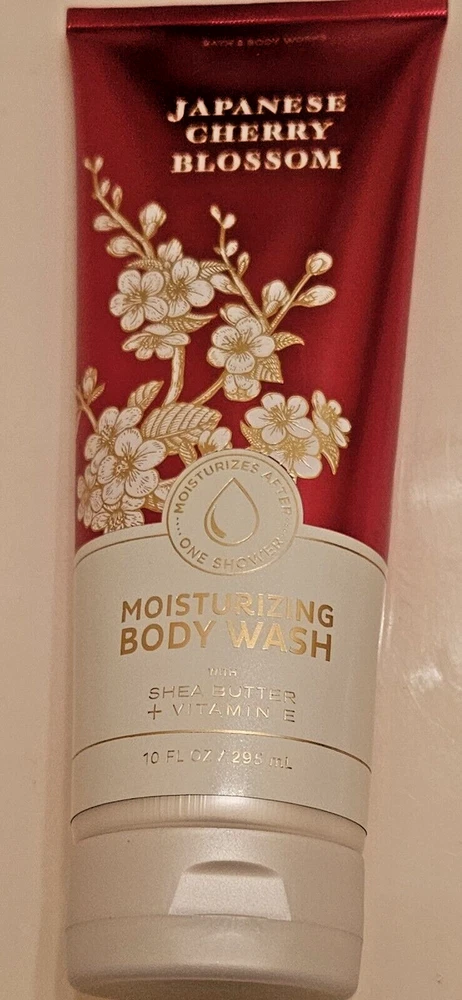 BATH & BODY WORKS
JAPANESE
CHERRY
BLOSSOM
MOISTURIZES AFTER
ONE SHOWER
MOISTURIZING
BODY WASH
with
SHEA BUTTER
+ VITAMIN E
10 FL OZ / 295 mL